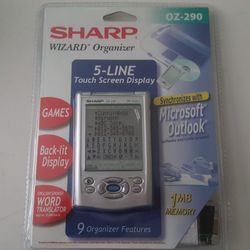 SHARP
OZ-290
WIZARD® Organizer
5-LINE
Touch Screen Display
Synchronizes with
Microsoft
Outlook
GAMES
Back-lit
Display
WORD
TRANSLATOR
SHARP
1MB
MEMORY
9 Organizer Features